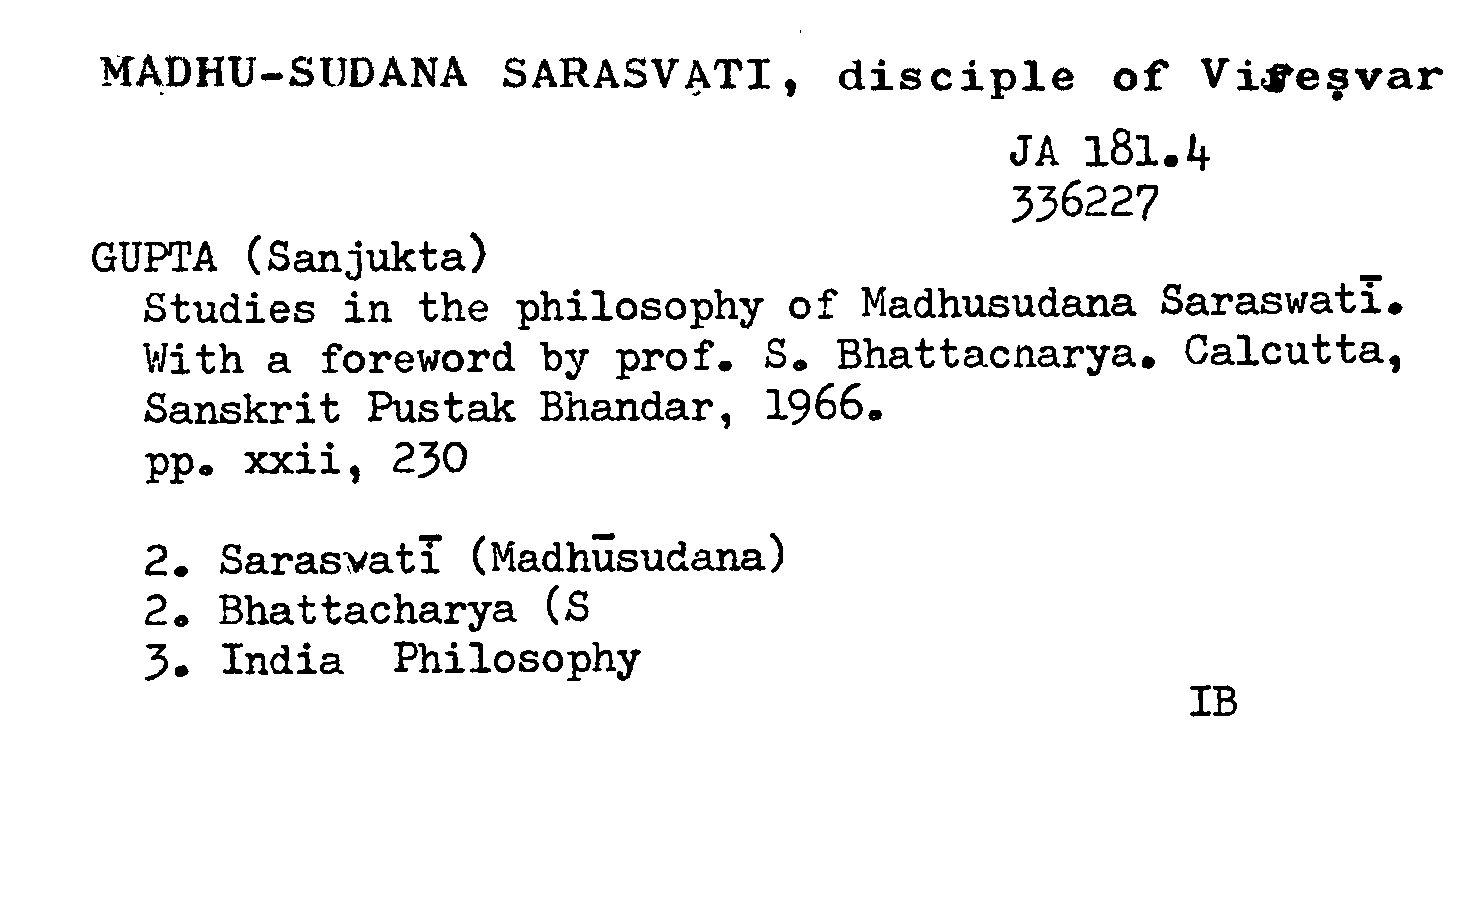 MADHU-SUDANA SARASVATI, disciple of Viśeṣvar
JA 181.4
336227
GUPTA (Sanjukta)
Studies in the philosophy of Madhusudana Saraswatī.
With a foreword by prof. S. Bhattacnarya. Calcutta,
Sanskrit Pustak Bhandar, 1966.
pp. xxii, 230
2. Saraswatī (Madhūsudana)
2. Bhattacharya (S
3. India Philosophy
IB